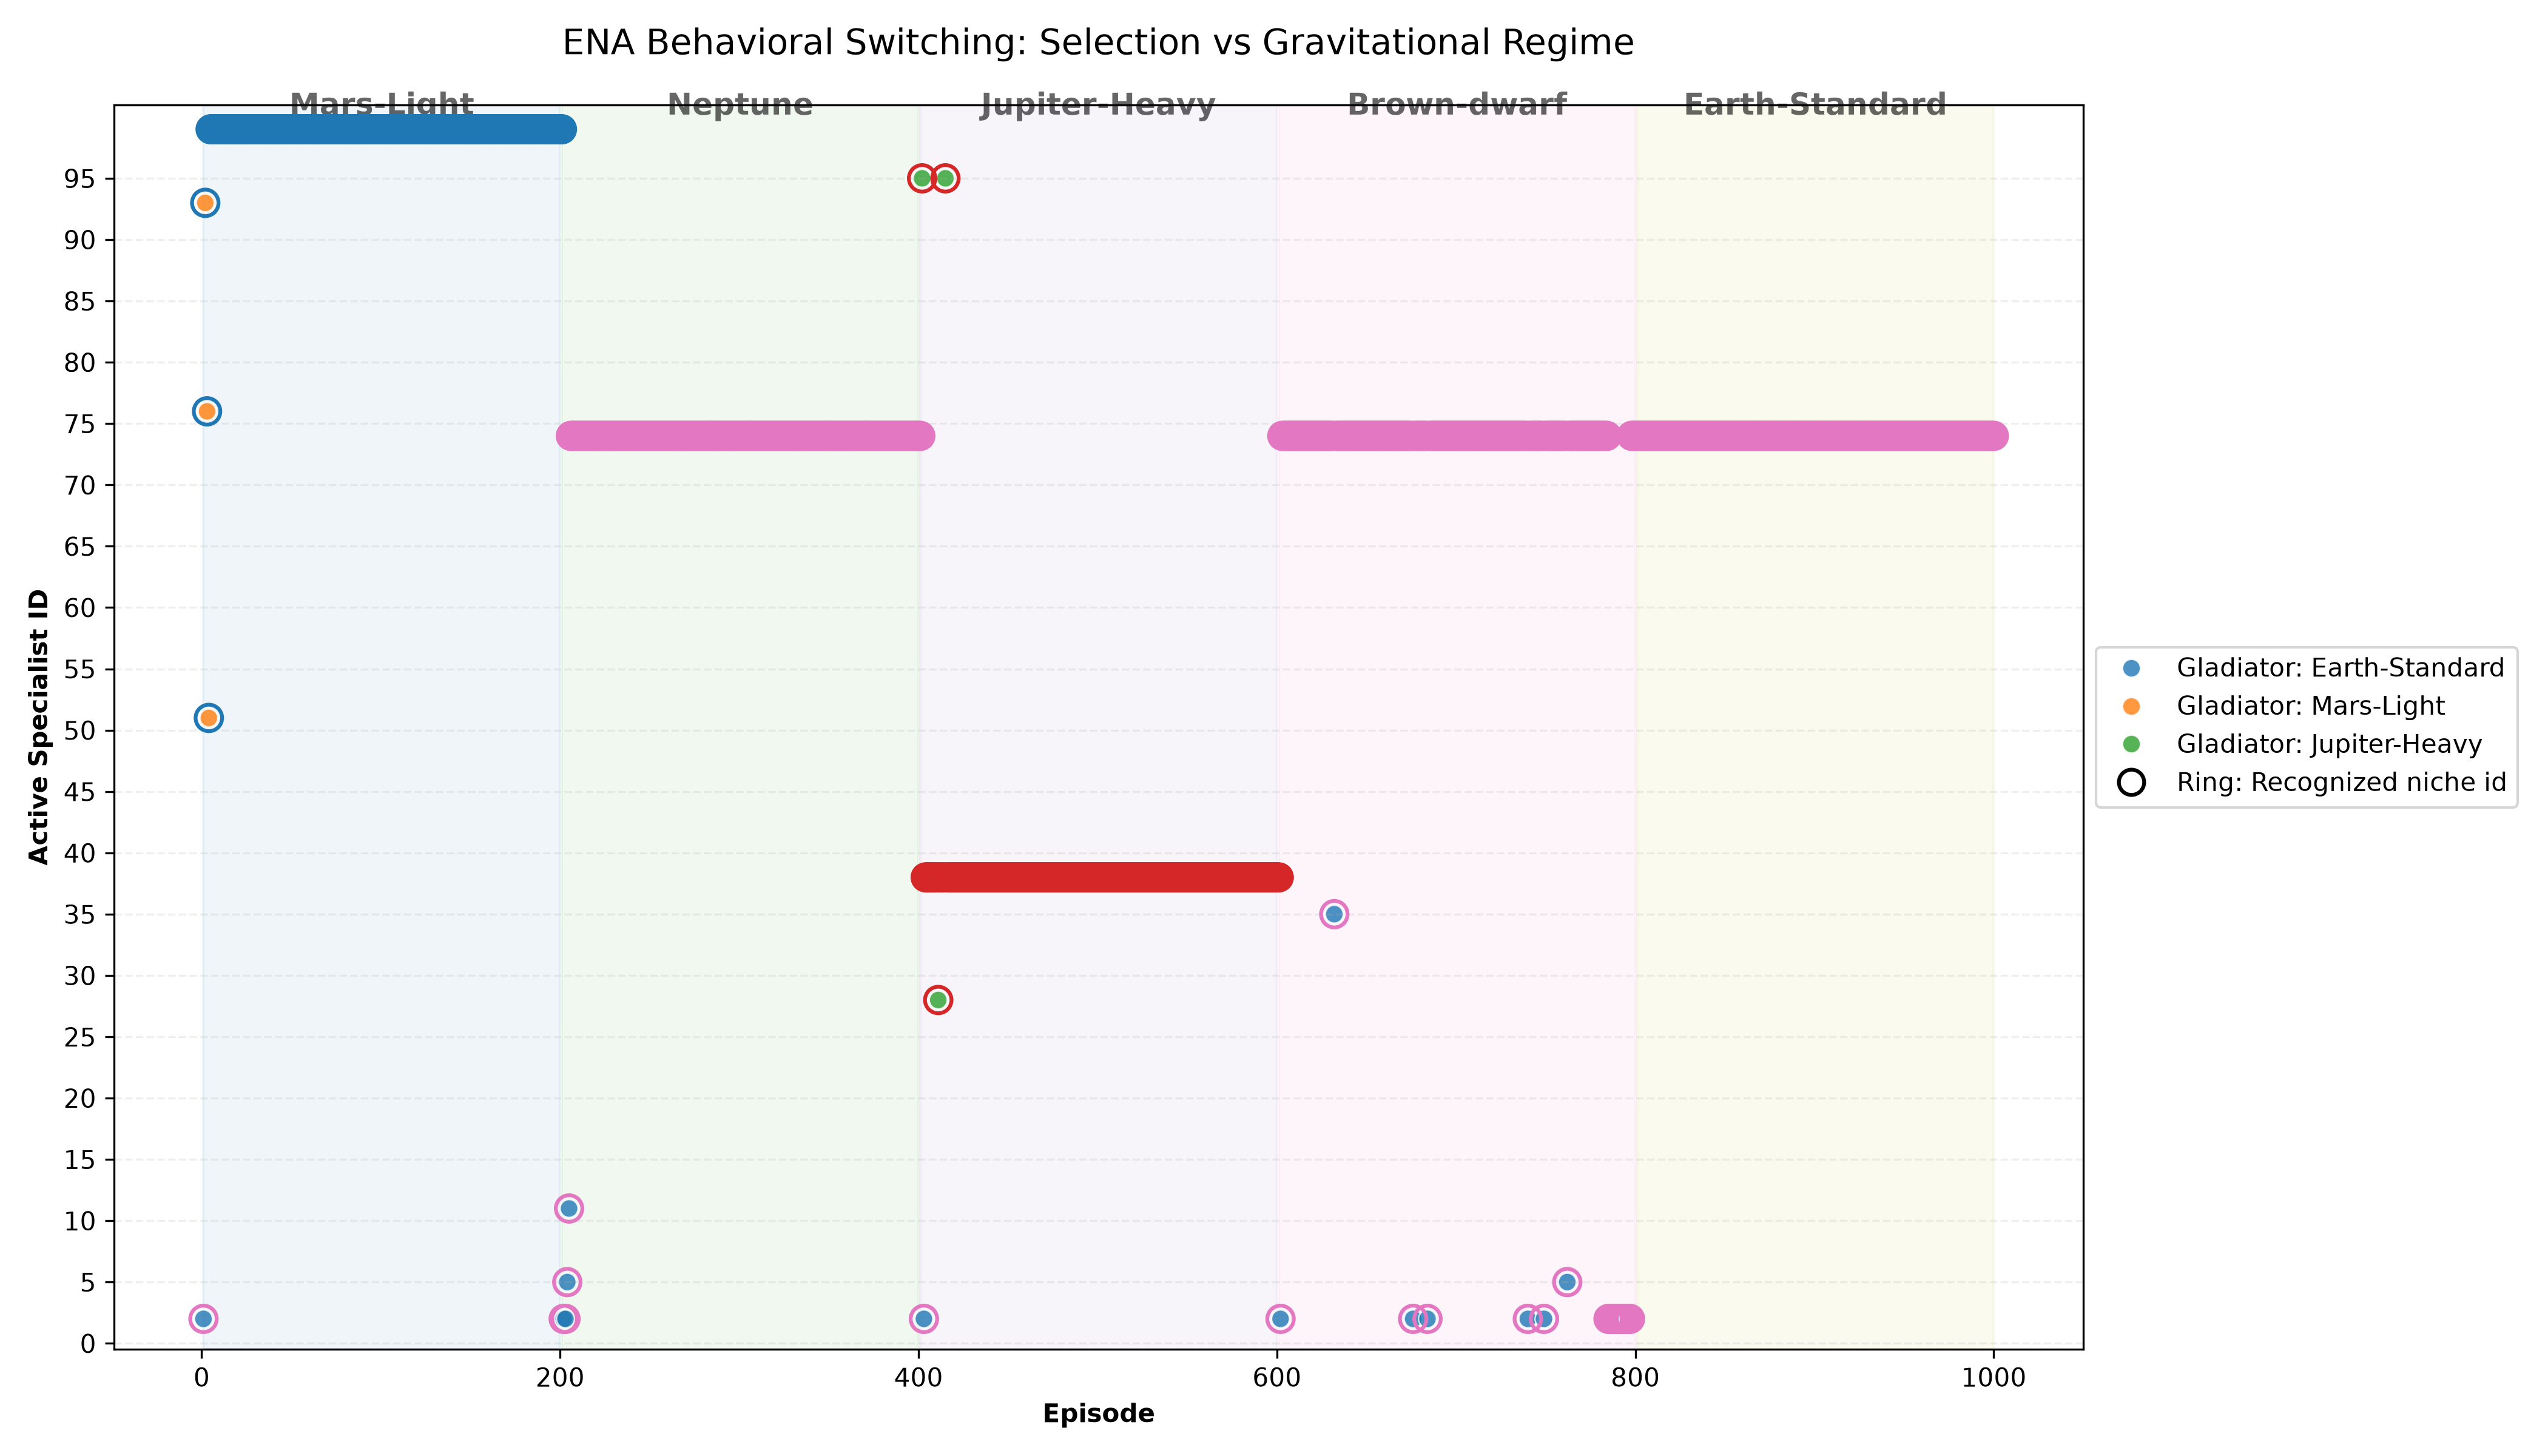 ENA Behavioral Switching: Selection vs Gravitational Regime
Mars-Light Neptune Jupiter-Heavy Brown-dwarf Earth-Standard
95
90
85
80
75
70
65
60
55
50
45
40
35
30
25
20
15
10
5
0
Active Specialist ID
0 200 400 600 800 1000
Episode
Gladiator: Earth-Standard
Gladiator: Mars-Light
Gladiator: Jupiter-Heavy
Ring: Recognized niche id